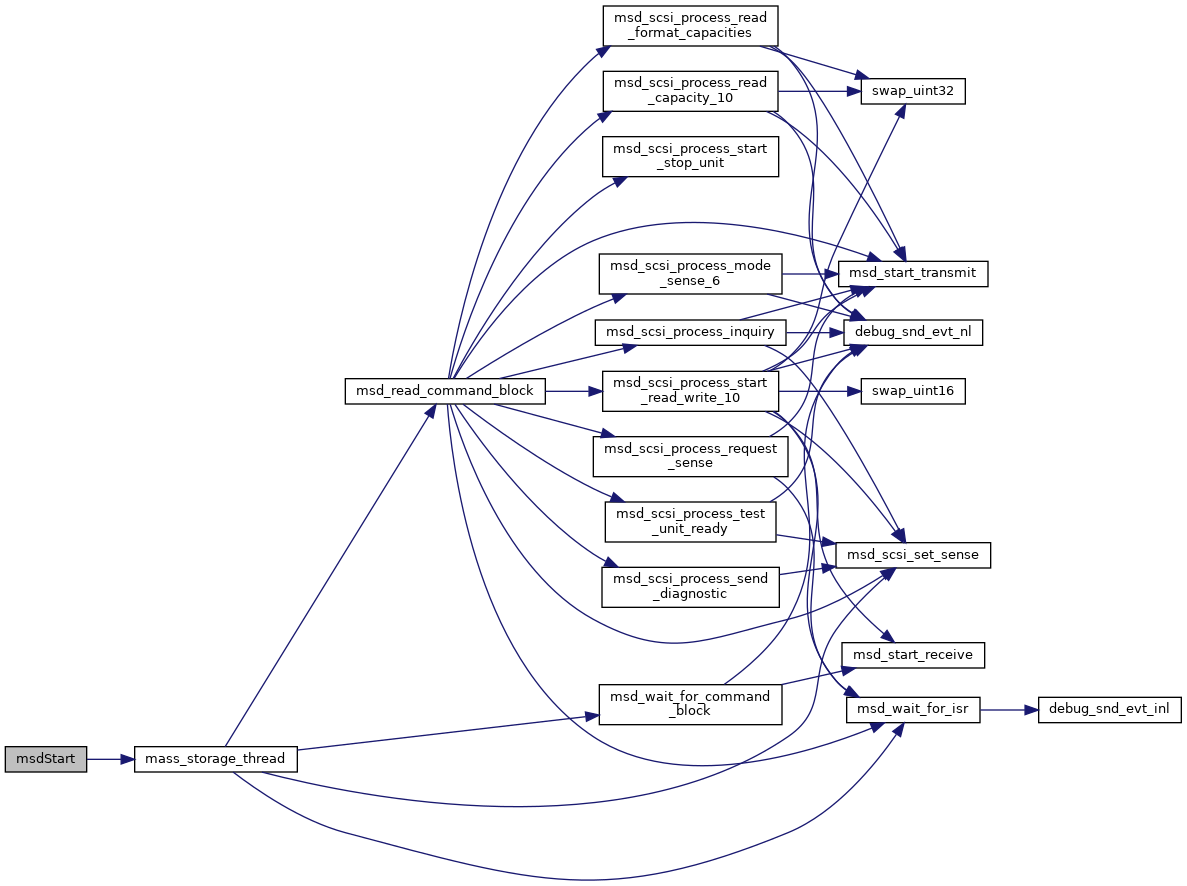 msd_scsi_process_read
_format_capacities
msd_scsi_process_read
_capacity_10
swap_uint32
msd_scsi_process_start
_stop_unit
msd_scsi_process_mode
_sense_6
msd_start_transmit
msd_scsi_process_inquiry
debug_snd_evt_nl
msd_read_command_block
msd_scsi_process_start
_read_write_10
swap_uint16
msd_scsi_process_request
_sense
msd_scsi_process_test
_unit_ready
msd_scsi_set_sense
msd_scsi_process_send
_diagnostic
msd_start_receive
msd_wait_for_command
_block
msd_wait_for_isr
debug_snd_evt_inl
msdStart
mass_storage_thread